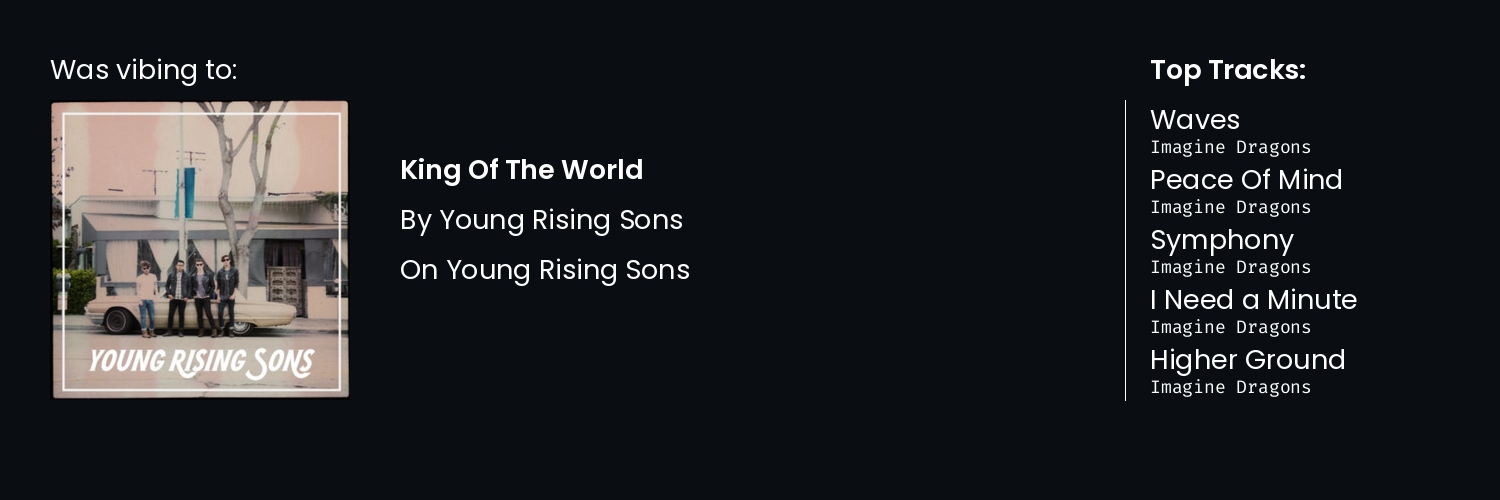 Was vibing to:
YOUNG RISING SONS
King Of The World
By Young Rising Sons
On Young Rising Sons
Top Tracks:
Waves
Imagine Dragons
Peace Of Mind
Imagine Dragons
Symphony
Imagine Dragons
I Need a Minute
Imagine Dragons
Higher Ground
Imagine Dragons